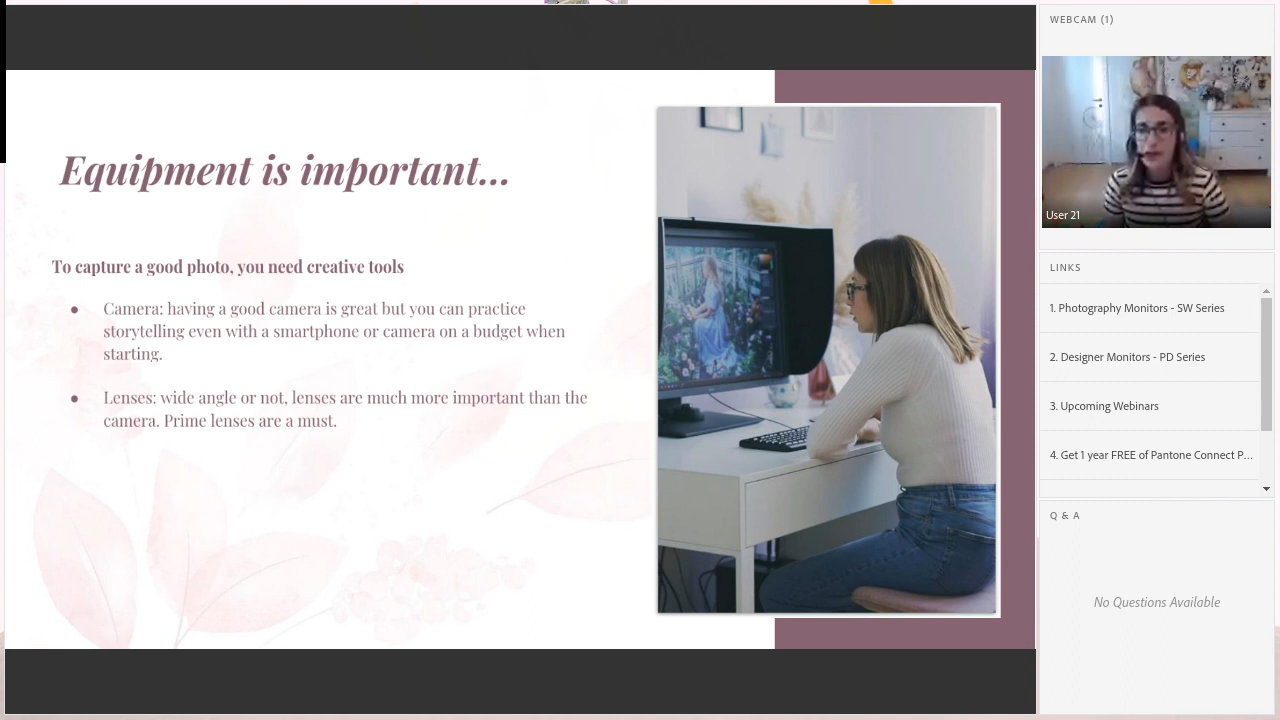 Equipment is important...
To capture a good photo, you need creative tools
● Camera: having a good camera is great but you can practice
storytelling even with a smartphone or camera on a budget when
starting.
● Lenses: wide angle or not, lenses are much more important than the
camera. Prime lenses are a must.
WEBCAM (1)
User 21
LINKS
1. Photography Monitors - SW Series
2. Designer Monitors - PD Series
3. Upcoming Webinars
4. Get 1 year FREE of Pantone Connect P...
Q & A
No Questions Available